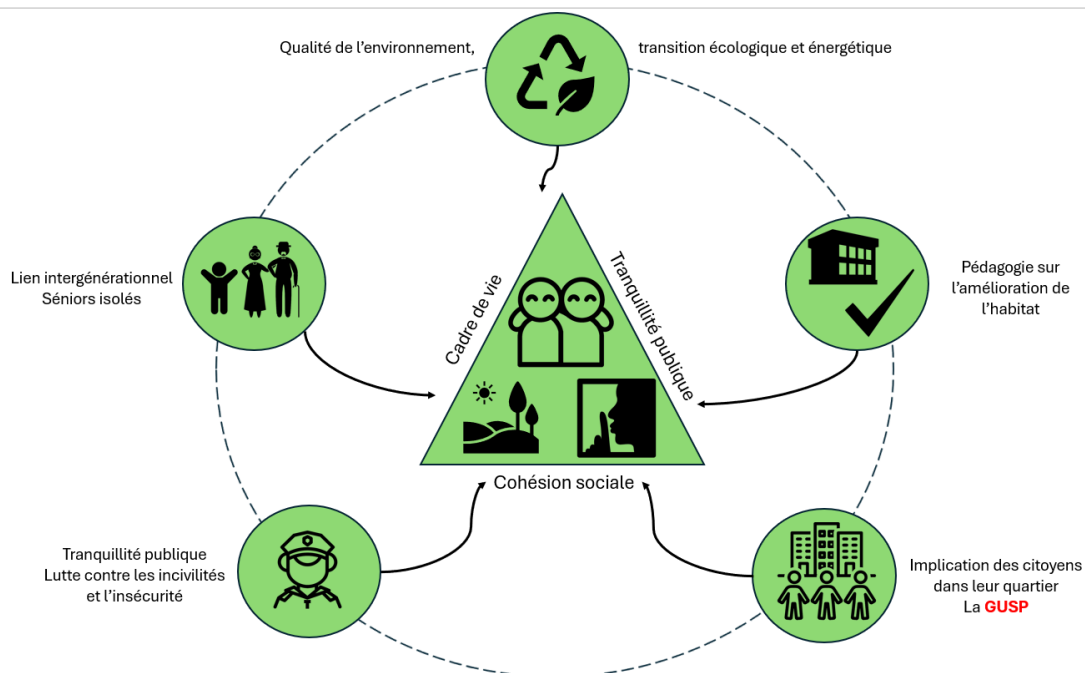 Qualité de l'environnement, transition écologique et énergétique
Lien intergénérationnel
Séniors isolés
Cadre de vie
Tranquillité publique
Pédagogie sur
l'amélioration de
l'habitat
Cohésion sociale
Tranquillité publique
Lutte contre les incivilités
et l'insécurité
Implication des citoyens
dans leur quartier
La GUSP